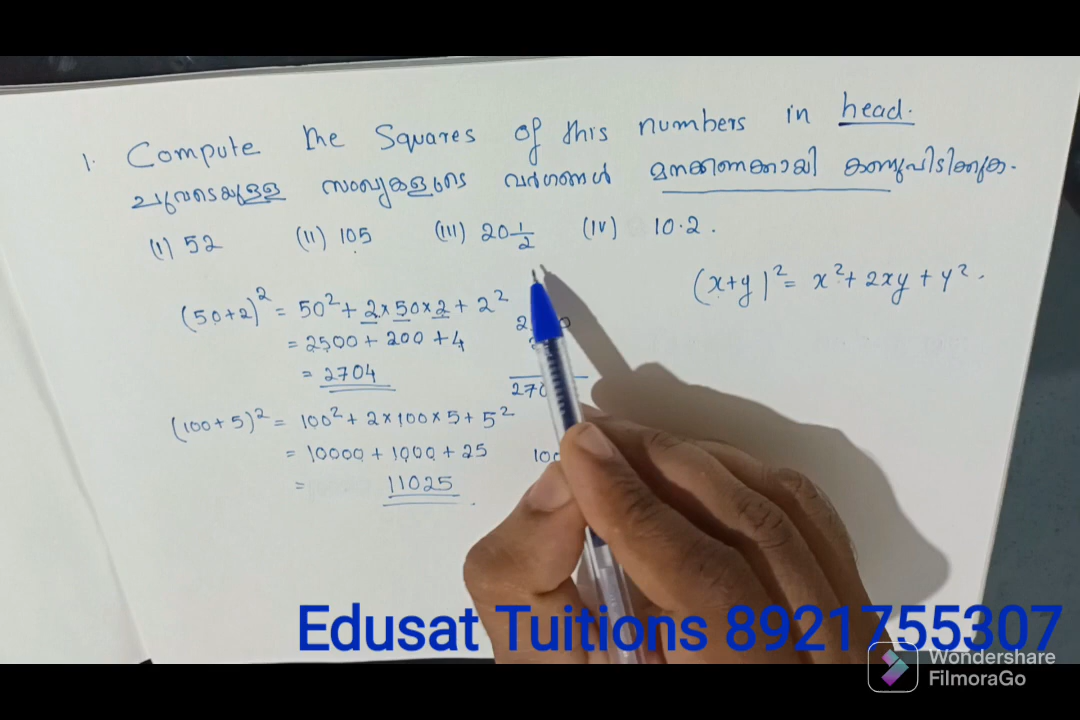 1. Compute the Squares of this numbers in head.
ചുവടെയുള്ള സംഖ്യകളുടെ വർഗങ്ങൾ മനക്കണക്കായി കണ്ടുപിടിക്കുക.
(I) 52 (II) 105 (III) 20 1/2 (IV) 10.2.
(x+y)² = x² + 2xy + y².
(50+2)² = 50² + 2×50×2 + 2²
= 2500 + 200 + 4
= 2704
(100+5)² = 100² + 2×100×5 + 5²
= 10000 + 1000 + 25
= 11025
Edusat Tuitions 8921755307
Wondershare
FilmoraGo